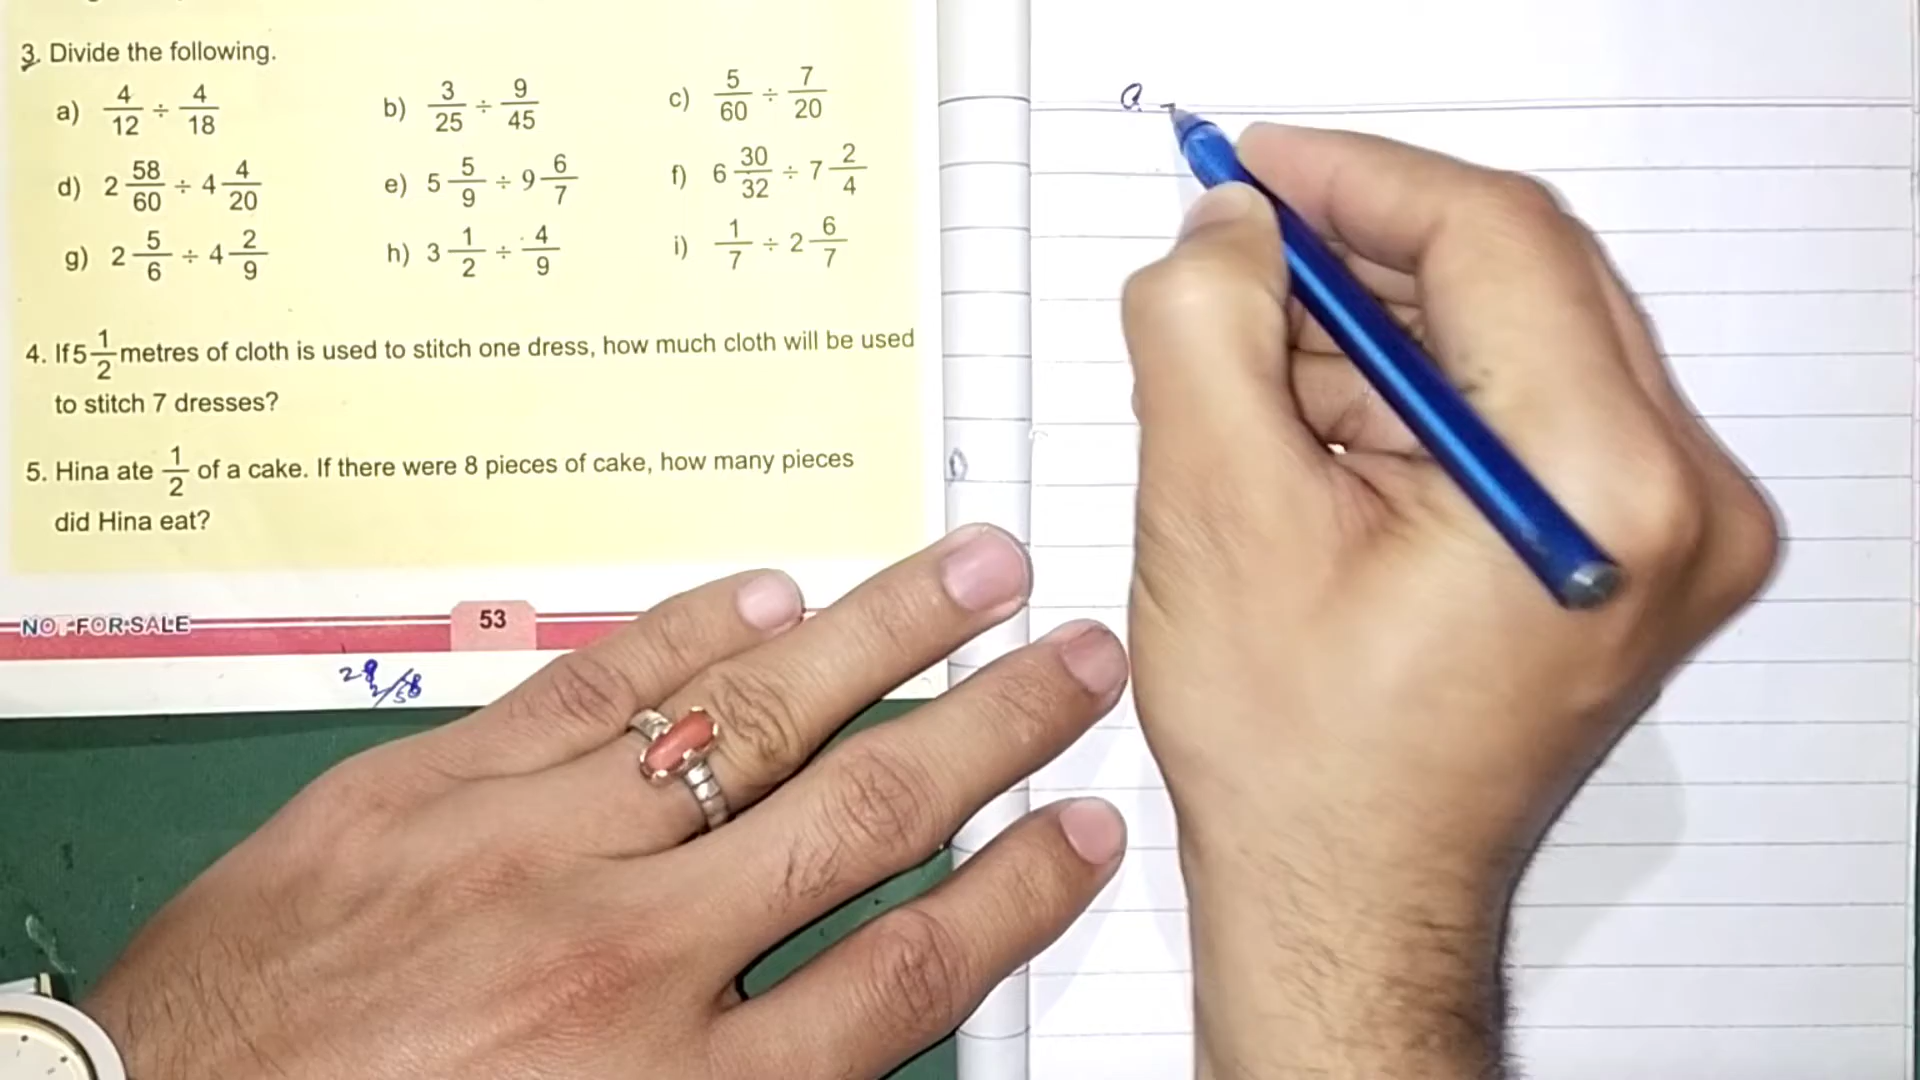 3. Divide the following.
a) 4/12 ÷ 4/18 b) 3/25 ÷ 9/45 c) 5/60 ÷ 7/20
d) 2 58/60 ÷ 4 4/20 e) 5 5/9 ÷ 9 6/7 f) 6 30/32 ÷ 7 2/4
g) 2 5/6 ÷ 4 2/9 h) 3 1/2 ÷ 4/9 i) 1/7 ÷ 2 6/7
4. If 5 1/2 metres of cloth is used to stitch one dress, how much cloth will be used
to stitch 7 dresses?
5. Hina ate 1/2 of a cake. If there were 8 pieces of cake, how many pieces
did Hina eat?
NOT FOR SALE
53